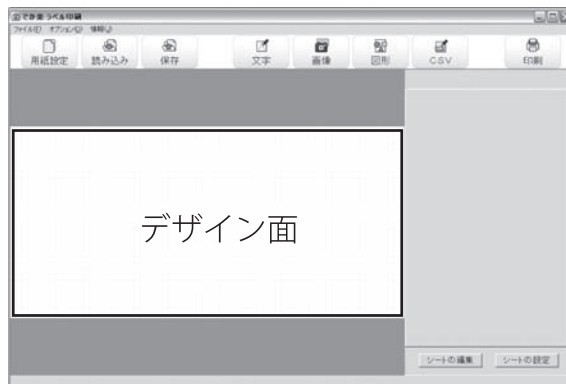 でか楽 ラベル印刷
ファイル(F) オプション(O) 情報(J)
用紙設定 読み込み 保存 文字 画像 図形 CSV 印刷
デザイン面
シートの編集 シートの設定